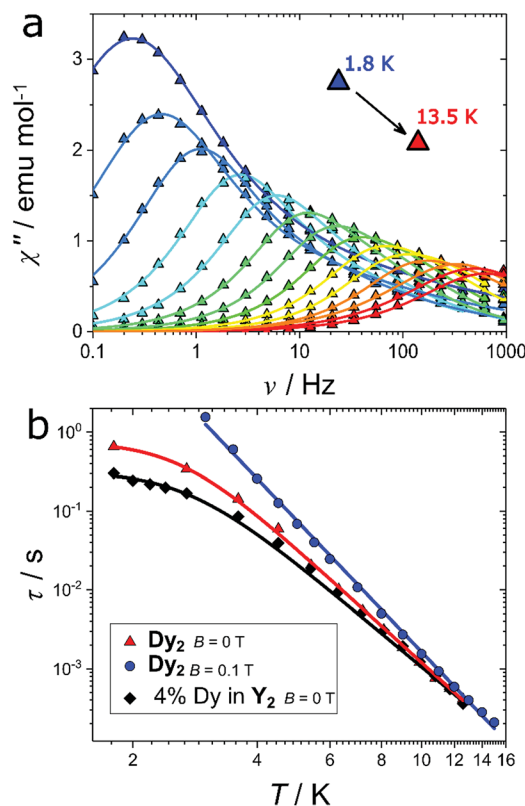 a
1.8 K
13.5 K
χ′′ / emu mol⁻¹
3
2
1
0
0.1 1 10 100 1000
ν / Hz
b
τ / s
10⁰
10⁻¹
10⁻²
10⁻³
Dy₂ B = 0 T
Dy₂ B = 0.1 T
4% Dy in Y₂ B = 0 T
2 4 6 8 10 12 14 16
T / K